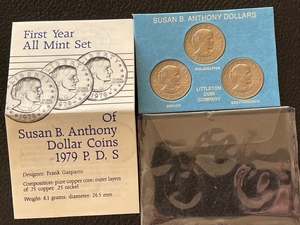 First Year
All Mint Set
Of
Susan B. Anthony
Dollar Coins
1979 P. D. S
Designer: Frank Gasparro
Composition: pure copper core: outer layers
of .75 copper .25 nickel
Weight: 8.1 grams: diameter: 26.5 mm
SUSAN B. ANTHONY DOLLARS
PHILADELPHIA
DENVER
SAN FRANCISCO
LITTLETON
COIN
COMPANY